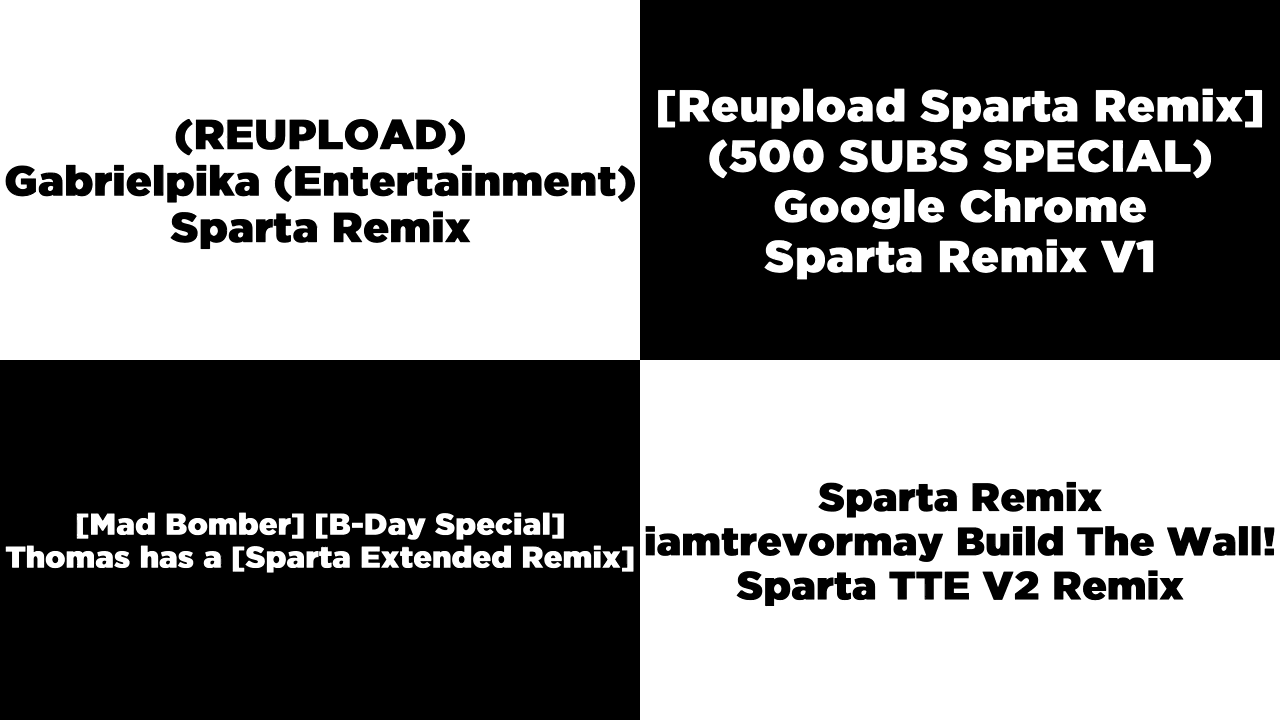 (REUPLOAD)
Gabrielpika (Entertainment)
Sparta Remix
[Reupload Sparta Remix]
(500 SUBS SPECIAL)
Google Chrome
Sparta Remix V1
[Mad Bomber] [B-Day Special]
Thomas has a [Sparta Extended Remix]
Sparta Remix
iamtrevormay Build The Wall!
Sparta TTE V2 Remix